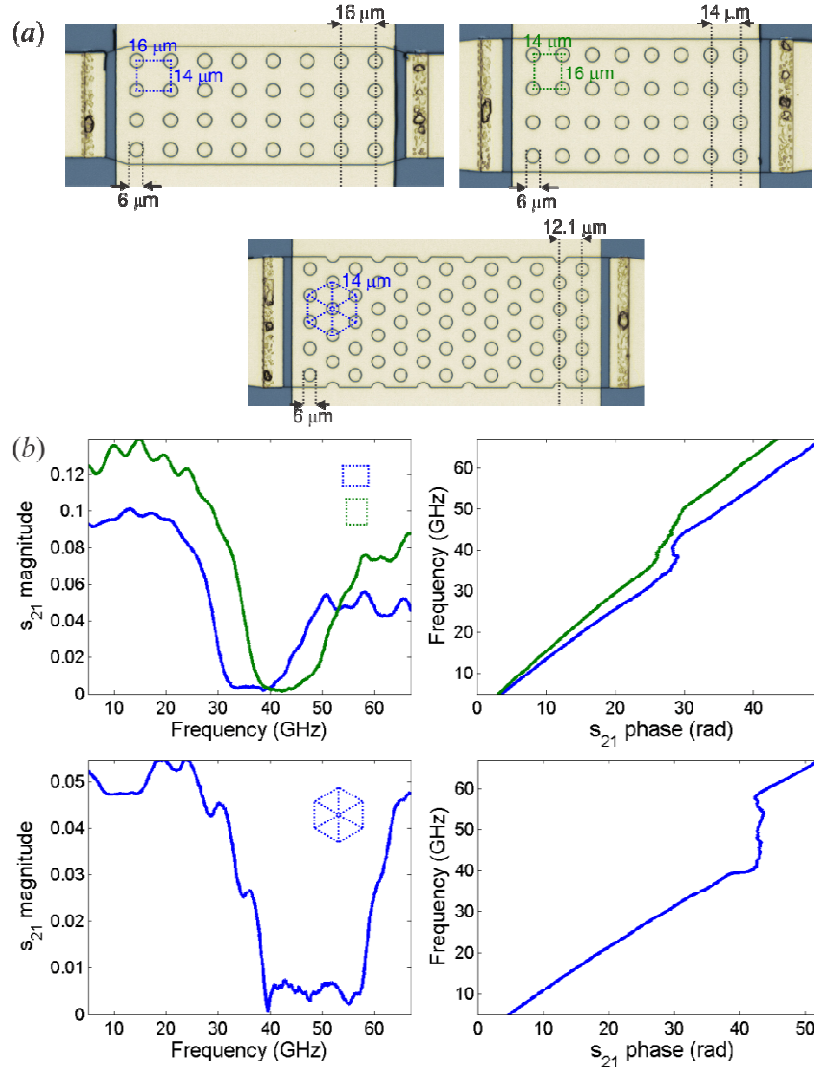 (a)
16 µm
14 µm
16 µm
6 µm
14 µm
16 µm
14 µm
6 µm
14 µm
12.1 µm
6 µm
(b)
s21 magnitude
0.12
0.1
0.08
0.06
0.04
0.02
0
10 20 30 40 50 60
Frequency (GHz)
Frequency (GHz)
60
50
40
30
20
10
0 10 20 30 40
s21 phase (rad)
s21 magnitude
0.05
0.04
0.03
0.02
0.01
0
10 20 30 40 50 60
Frequency (GHz)
Frequency (GHz)
60
50
40
30
20
10
0 10 20 30 40 50
s21 phase (rad)